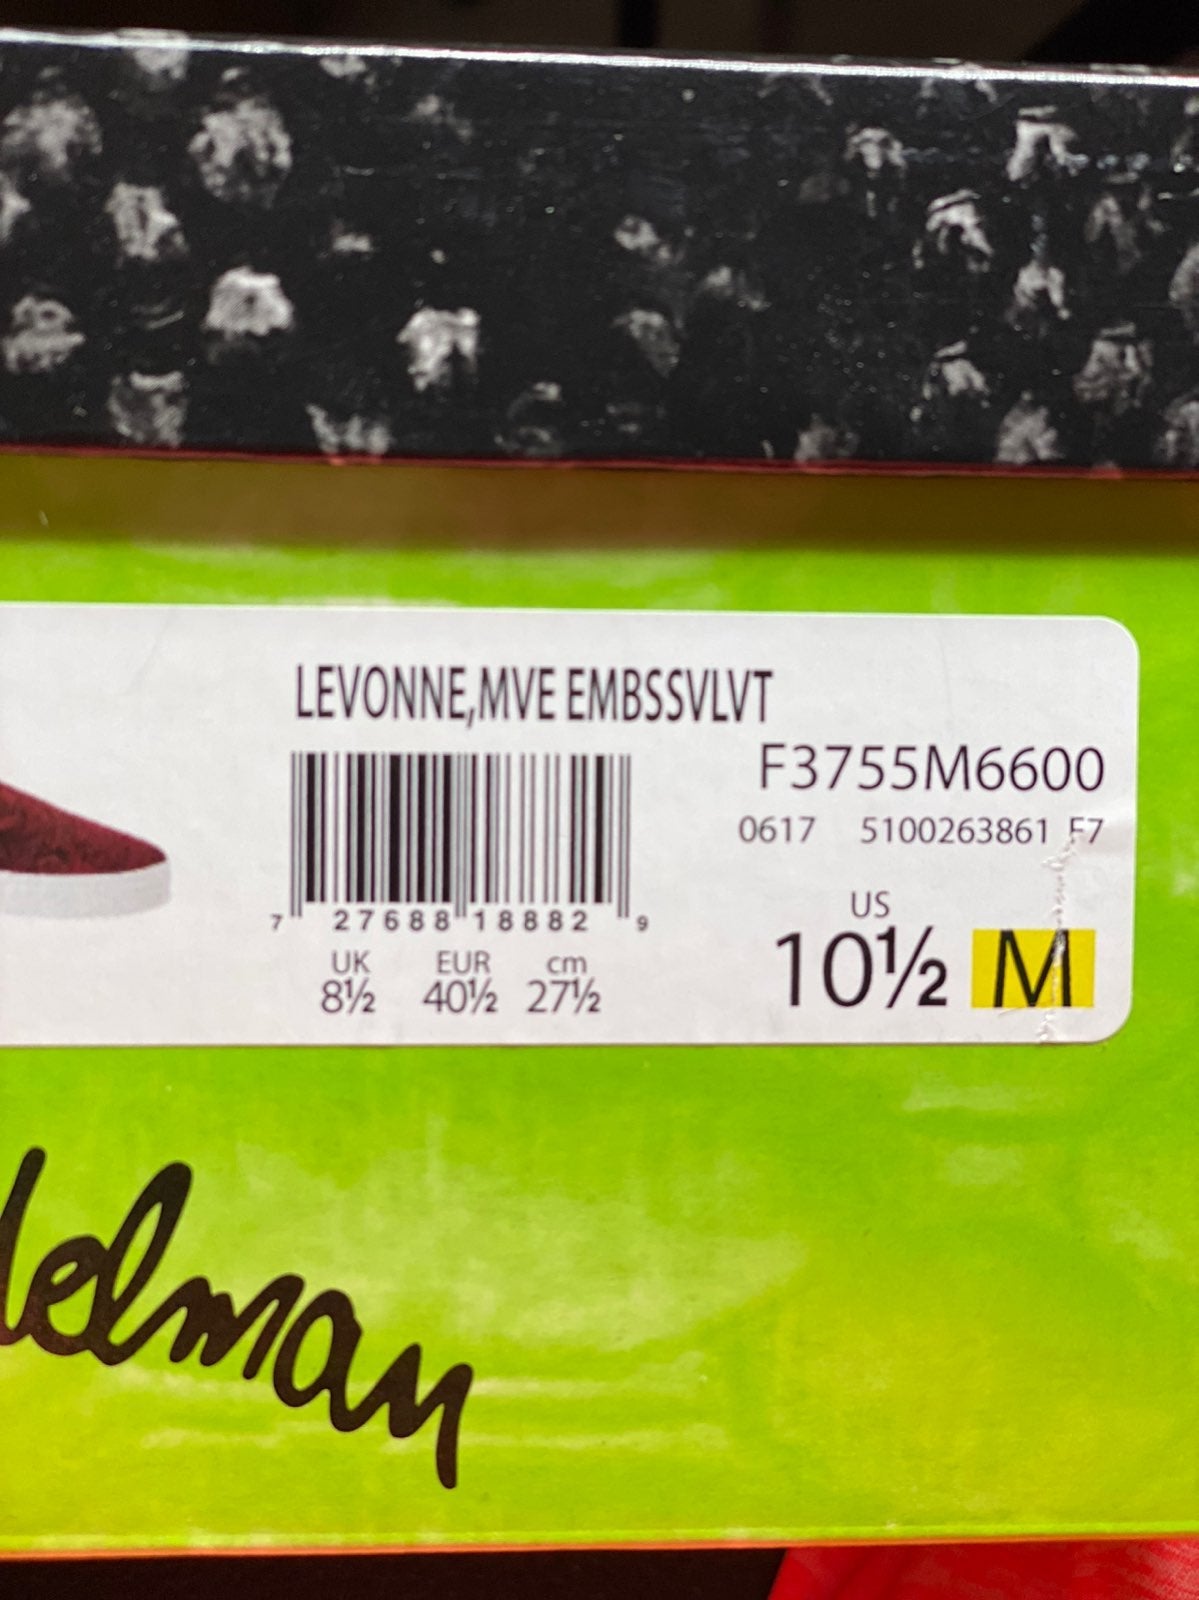 LEVONNE,MVE EMBSSVLVT
F3755M6600
0617 5100263861 F7
7 27688 18882 9
US
10½ M
UK EUR cm
8½ 40½ 27½
delman